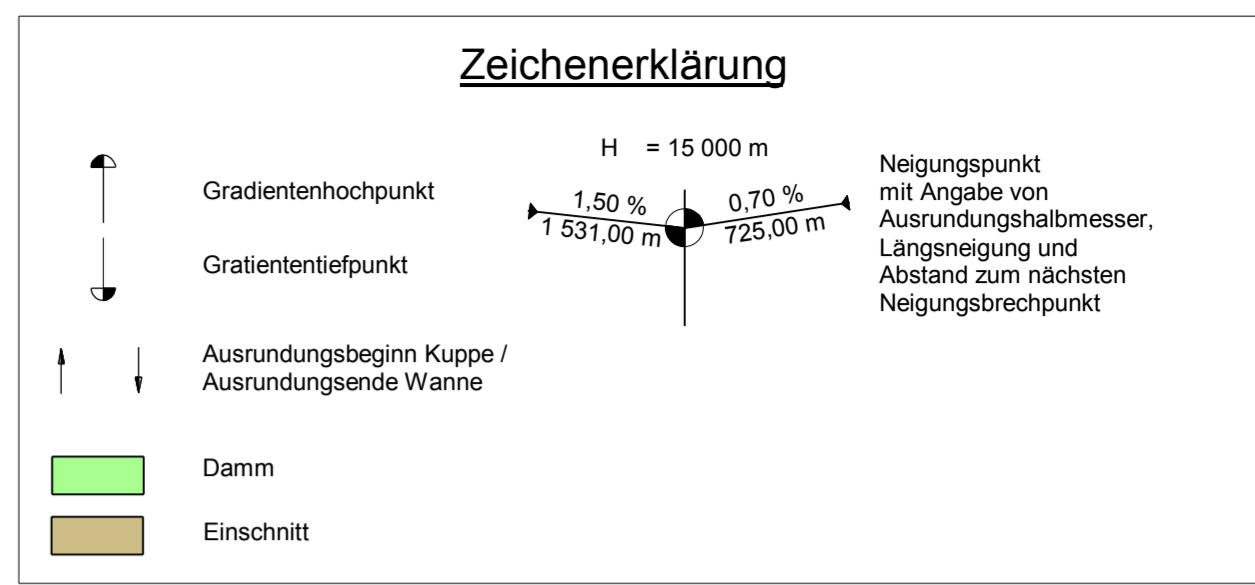 Zeichenerklärung
Gradientenhochpunkt
Gratiententiefpunkt
Ausrundungsbeginn Kuppe /
Ausrundungsende Wanne
Damm
Einschnitt
H = 15 000 m
1,50 %
1 531,00 m
0,70 %
725,00 m
Neigungspunkt
mit Angabe von
Ausrundungshalbmesser,
Längsneigung und
Abstand zum nächsten
Neigungsbrechpunkt